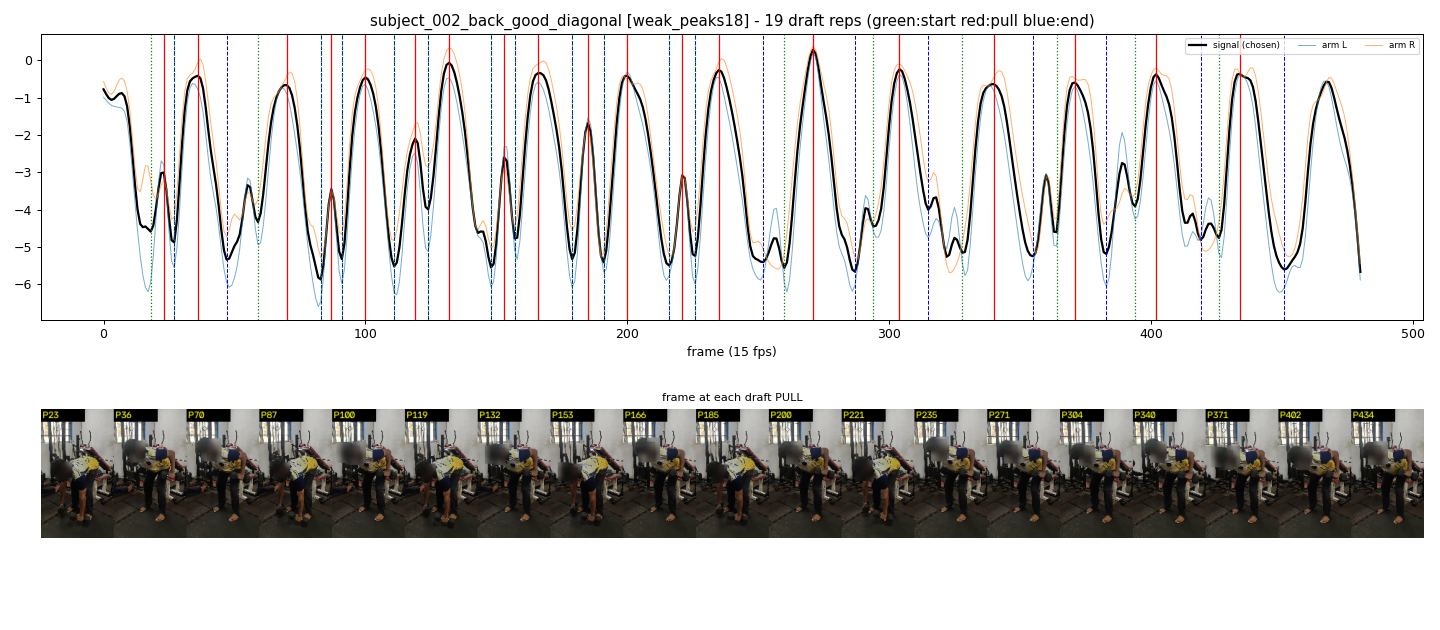 subject_002_back_good_diagonal [weak_peaks18] - 19 draft reps (green:start red:pull blue:end)
signal (chosen) arm L arm R
0
−1
−2
−3
−4
−5
−6
0 100 200 300 400 500
frame (15 fps)
frame at each draft PULL
P23 P36 P70 P87 P100 P119 P132 P153 P166 P185 P200 P221 P235 P271 P304 P340 P371 P402 P434